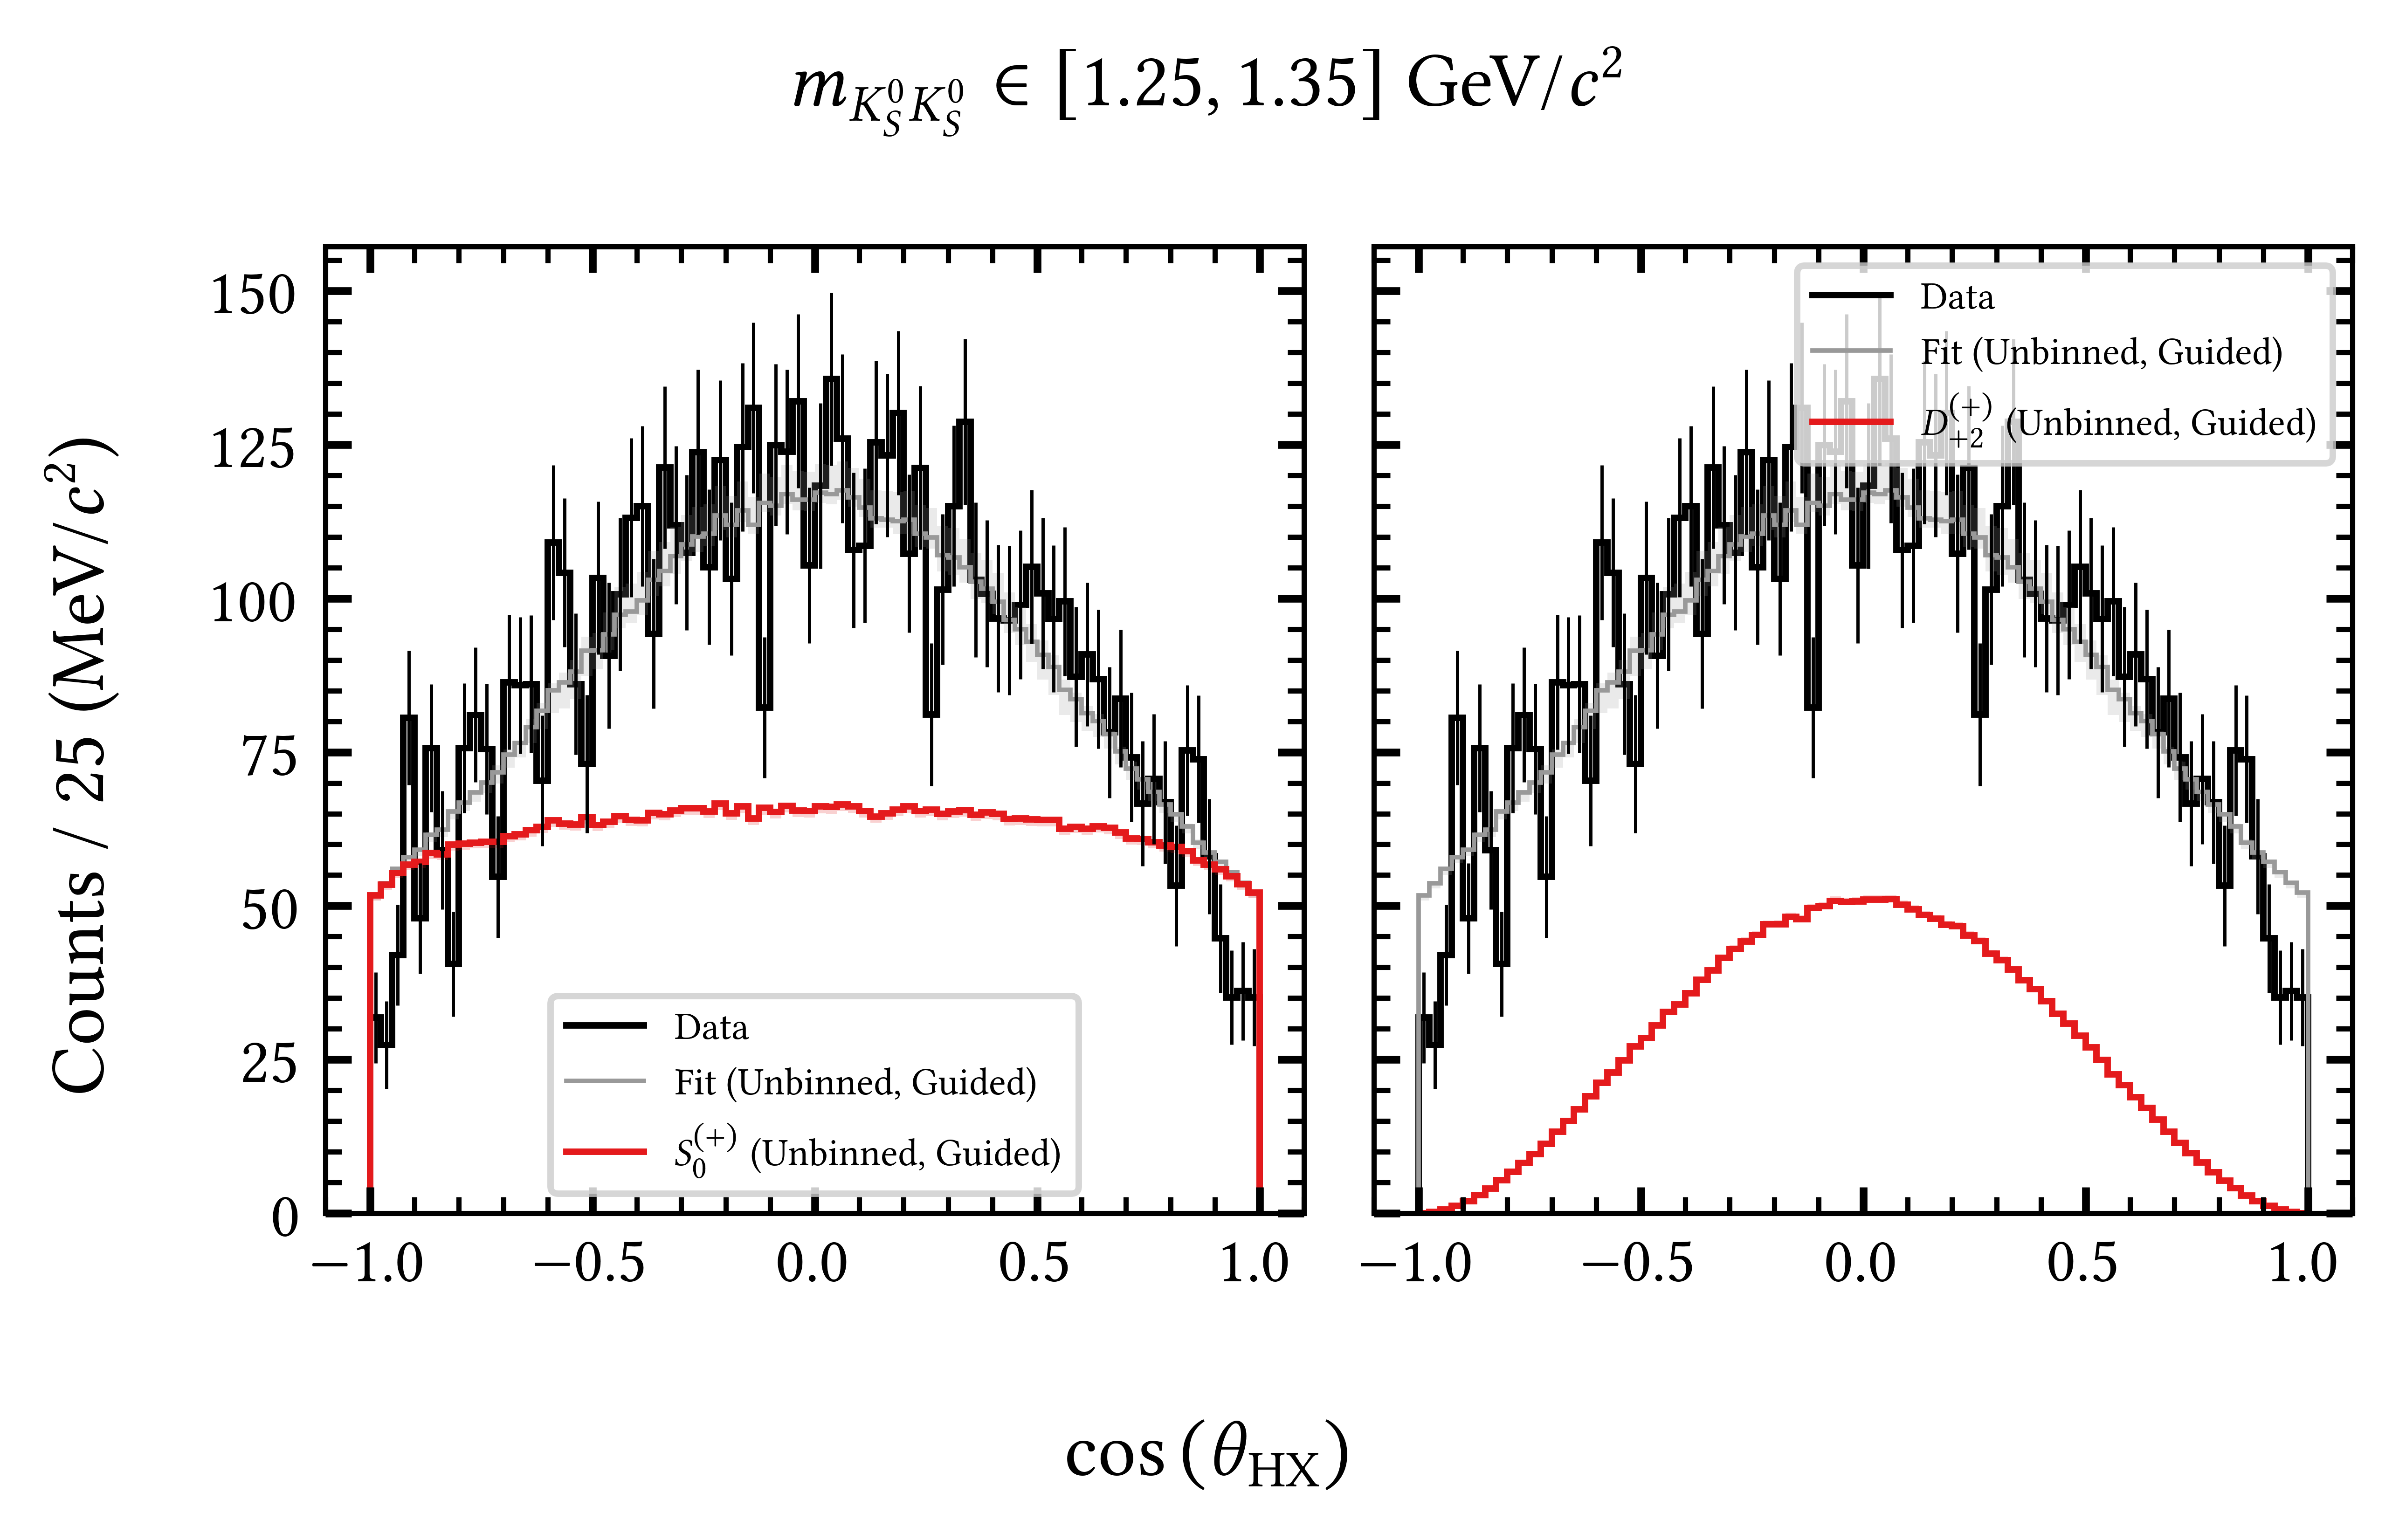 m_{K_S^0 K_S^0} ∈ [1.25, 1.35] GeV/c²
Counts / 25 (MeV/c²)
150
125
100
75
50
25
0
Data
Fit (Unbinned, Guided)
S_0^{(+)} (Unbinned, Guided)
−1.0 −0.5 0.0 0.5 1.0
Data
Fit (Unbinned, Guided)
D_{+2}^{(+)} (Unbinned, Guided)
−1.0 −0.5 0.0 0.5 1.0
cos (θ_{HX})